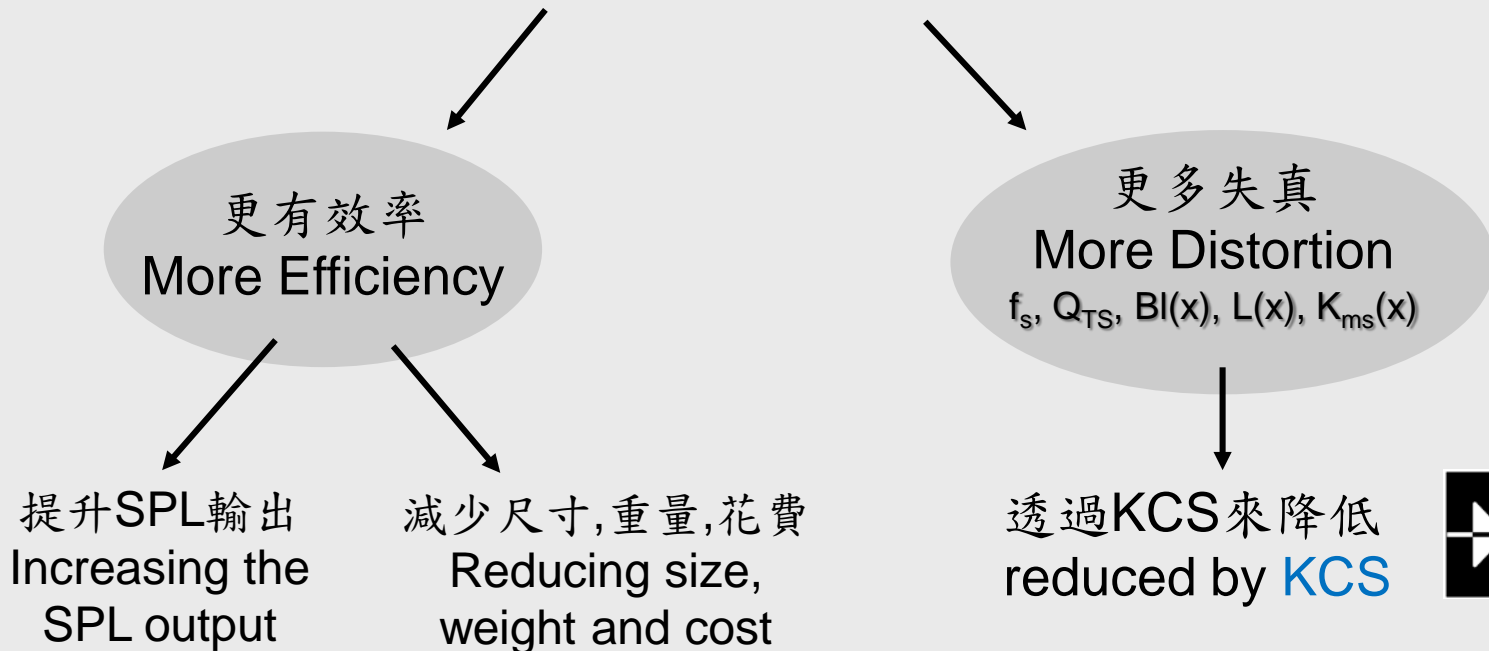 更有效率
More Efficiency
更多失真
More Distortion
fs, QTS, Bl(x), L(x), Kms(x)
提升SPL輸出
Increasing the
SPL output
減少尺寸,重量,花費
Reducing size,
weight and cost
透過KCS來降低
reduced by KCS